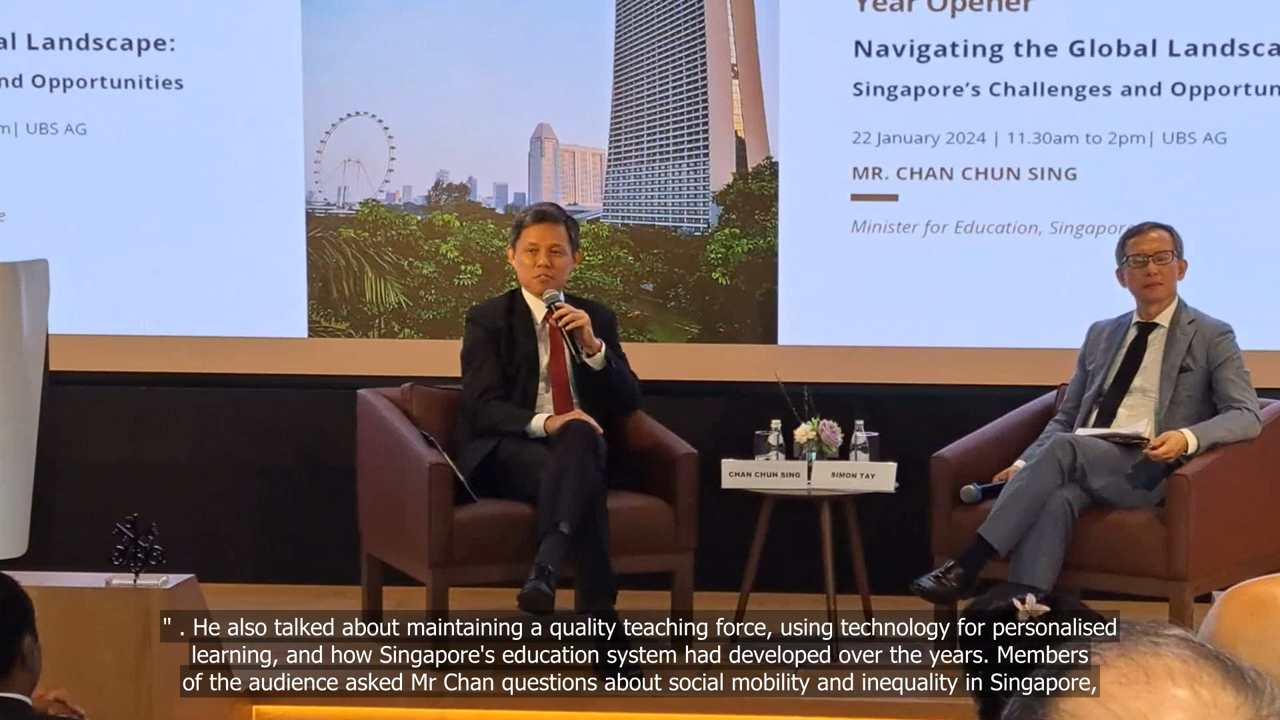 al Landscape:
nd Opportunities
m| UBS AG
e
Year Opener
Navigating the Global Landsca
Singapore's Challenges and Opportun
22 January 2024 | 11.30am to 2pm| UBS AG
MR. CHAN CHUN SING
Minister for Education, Singapore
CHAN CHUN SING
SIMON TAY
" . He also talked about maintaining a quality teaching force, using technology for personalised
learning, and how Singapore's education system had developed over the years. Members
of the audience asked Mr Chan questions about social mobility and inequality in Singapore,